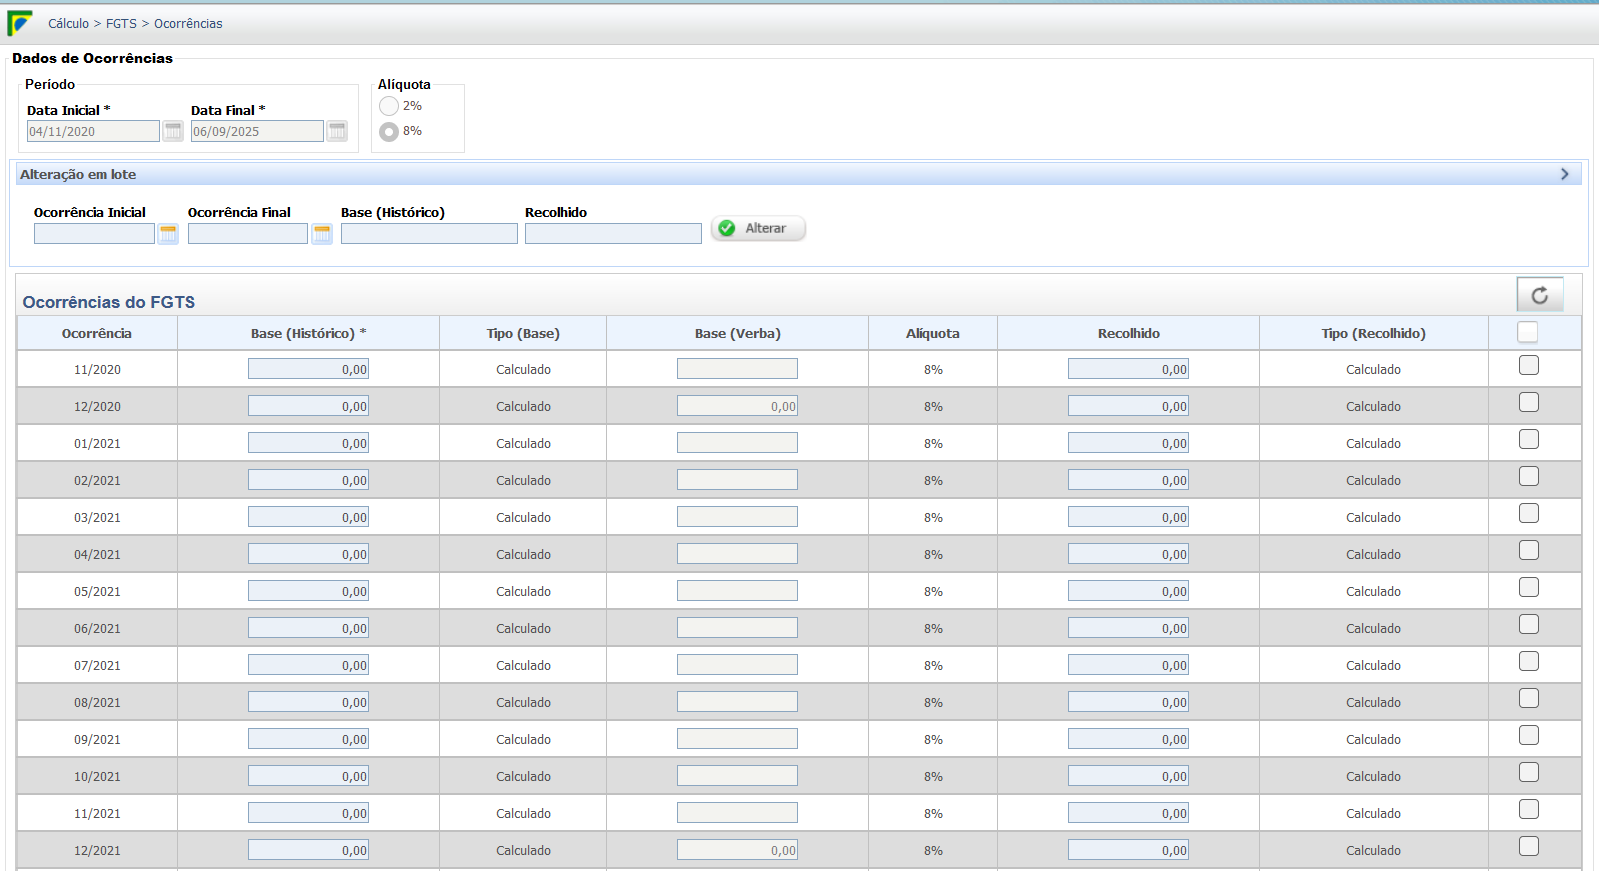 Cálculo > FGTS > Ocorrências
Dados de Ocorrências
Período
Alíquota
Data Inicial * Data Final *
04/11/2020 06/09/2025
2%
8%
Alteração em lote
Ocorrência Inicial Ocorrência Final Base (Histórico) Recolhido
Alterar
Ocorrências do FGTS
Ocorrência Base (Histórico) * Tipo (Base) Base (Verba) Alíquota Recolhido Tipo (Recolhido)
11/2020 0,00 Calculado 8% 0,00 Calculado
12/2020 0,00 Calculado 0,00 8% 0,00 Calculado
01/2021 0,00 Calculado 8% 0,00 Calculado
02/2021 0,00 Calculado 8% 0,00 Calculado
03/2021 0,00 Calculado 8% 0,00 Calculado
04/2021 0,00 Calculado 8% 0,00 Calculado
05/2021 0,00 Calculado 8% 0,00 Calculado
06/2021 0,00 Calculado 8% 0,00 Calculado
07/2021 0,00 Calculado 8% 0,00 Calculado
08/2021 0,00 Calculado 8% 0,00 Calculado
09/2021 0,00 Calculado 8% 0,00 Calculado
10/2021 0,00 Calculado 8% 0,00 Calculado
11/2021 0,00 Calculado 8% 0,00 Calculado
12/2021 0,00 Calculado 0,00 8% 0,00 Calculado